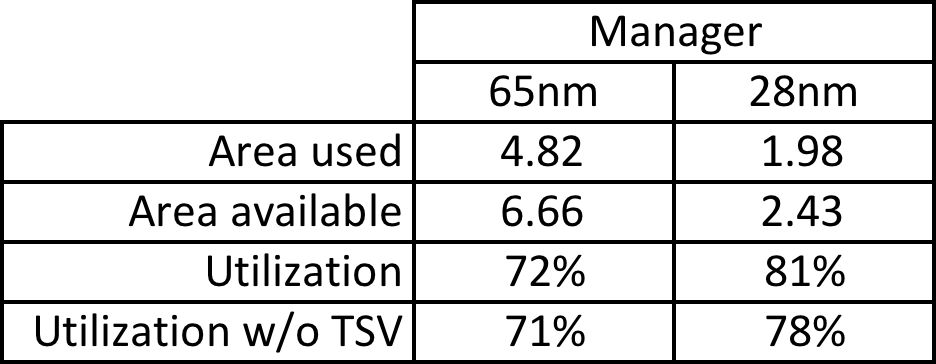 Manager
65nm 28nm
Area used 4.82 1.98
Area available 6.66 2.43
Utilization 72% 81%
Utilization w/o TSV 71% 78%